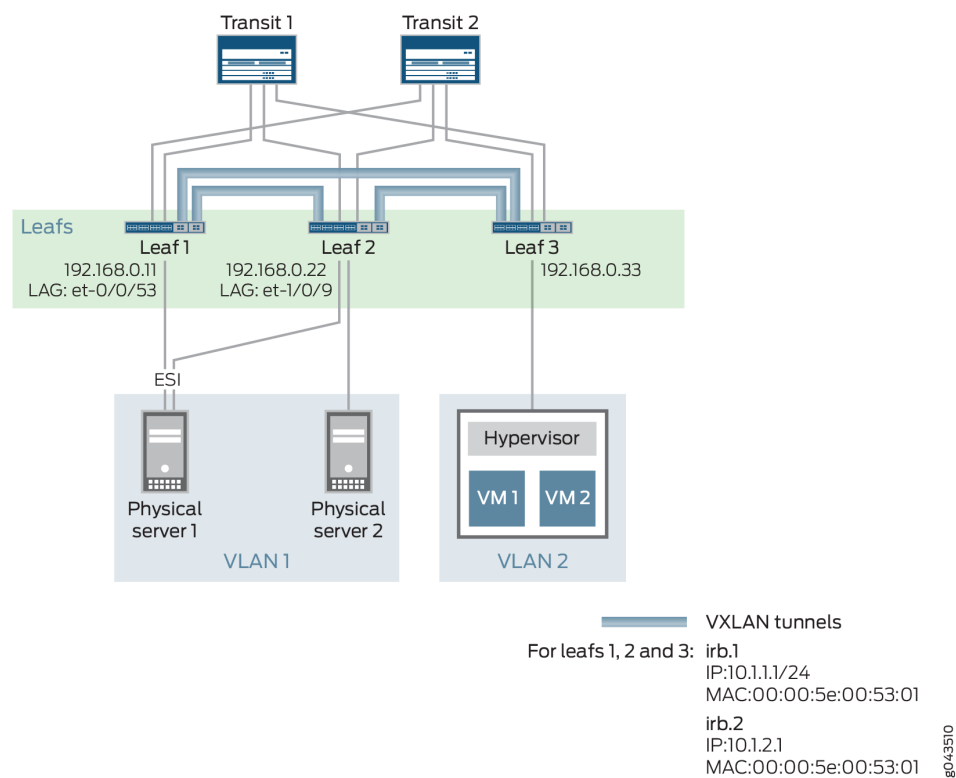 Transit 1
Transit 2
Leafs
Leaf 1
192.168.0.11
LAG: et-0/0/53
Leaf 2
192.168.0.22
LAG: et-1/0/9
Leaf 3
192.168.0.33
ESI
Physical
server 1
Physical
server 2
VLAN 1
Hypervisor
VM 1
VM 2
VLAN 2
VXLAN tunnels
For leafs 1, 2 and 3: irb.1
IP:10.1.1.1/24
MAC:00:00:5e:00:53:01
irb.2
IP:10.1.2.1
MAC:00:00:5e:00:53:01
g043510